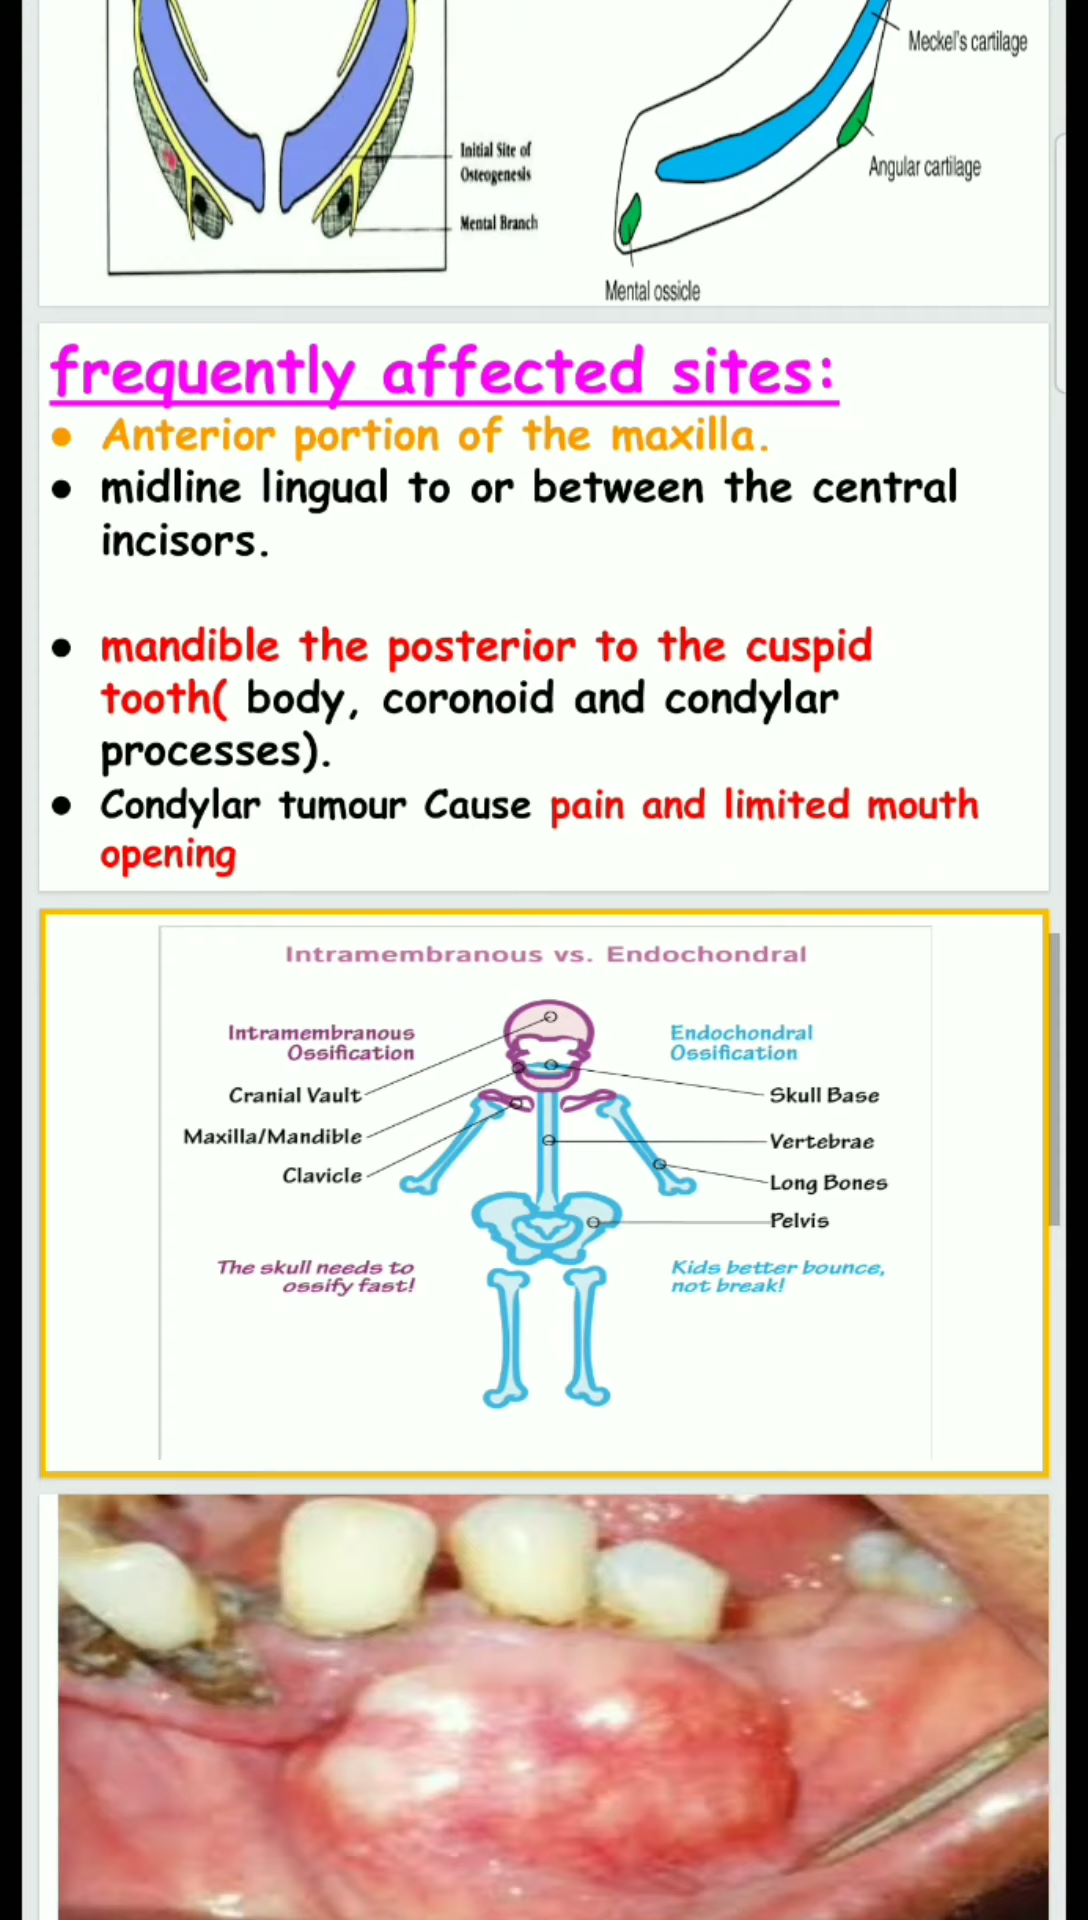 Meckel's cartilage
Initial Site of
Osteogenesis
Angular cartilage
Mental Branch
Mental ossicle
frequently affected sites:
Anterior portion of the maxilla.
midline lingual to or between the central
incisors.
mandible the posterior to the cuspid
tooth( body, coronoid and condylar
processes).
Condylar tumour Cause pain and limited mouth
opening
Intramembranous vs. Endochondral
Intramembranous
Ossification
Cranial Vault
Maxilla/Mandible
Clavicle
The skull needs to
ossify fast!
Endochondral
Ossification
Skull Base
Vertebrae
Long Bones
Pelvis
Kids better bounce,
not break!